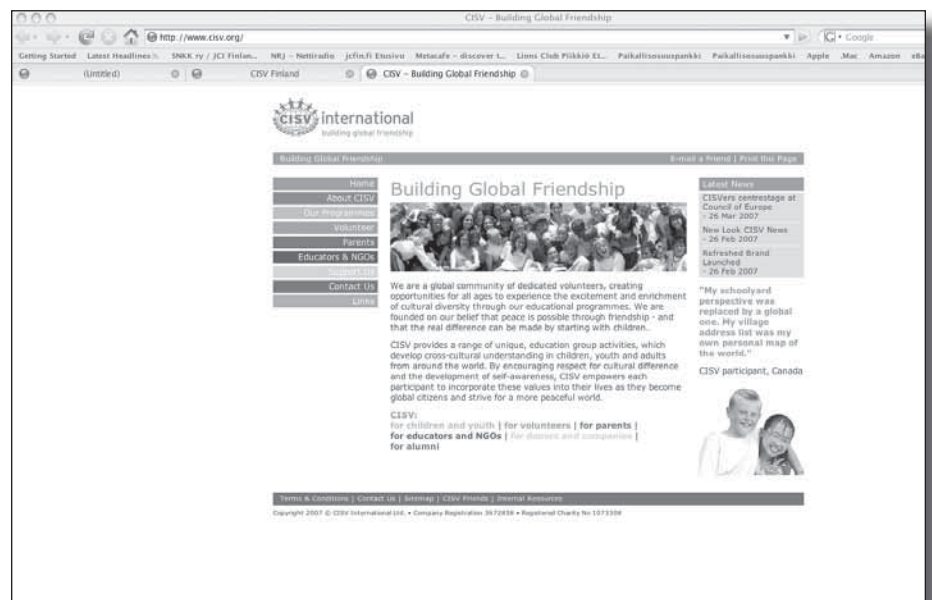 CISV – Building Global Friendship
http://www.cisv.org/
Google
Getting Started Latest Headlines SNKK ry / JCI Finlan... NRJ – Nettiradio jcfin.fi Etusivu Metacafe – discover t... Lions Club Piikkiö Et... Paikallisosuuspankki Paikallisosuuspankki Apple .Mac Amazon eBa
(Untitled) CISV Finland CISV – Building Global Friendship
CISV international
building global friendship
Building Global Friendship E-mail a Friend | Print this Page
Home
About CISV
Our Programmes
Volunteer
Parents
Educators & NGOs
Support Us
Contact Us
Links
Building Global Friendship
We are a global community of dedicated volunteers, creating
opportunities for all ages to experience the excitement and enrichment
of cultural diversity through our educational programmes. We are
founded on our belief that peace is possible through friendship - and
that the real difference can be made by starting with children.
CISV provides a range of unique, education group activities, which
develop cross-cultural understanding in children, youth and adults
from around the world. By encouraging respect for cultural difference
and the development of self-awareness, CISV empowers each
participant to incorporate these values into their lives as they become
global citizens and strive for a more peaceful world.
CISV:
for children and youth | for volunteers | for parents |
for educators and NGOs | for donors and companies |
for alumni
Latest News
CISVers centrestage at
Council of Europe
- 26 Mar 2007
New Look CISV News
- 26 Feb 2007
Refreshed Brand
Launched
- 26 Feb 2007
"My schoolyard
perspective was
replaced by a global
one. My village
address list was my
own personal map of
the world."
CISV participant, Canada
Terms & Conditions | Contact Us | Sitemap | CISV Friends | Internal Resources
Copyright 2007 © CISV International Ltd. • Company Registration 3672838 • Registered Charity No 1073308